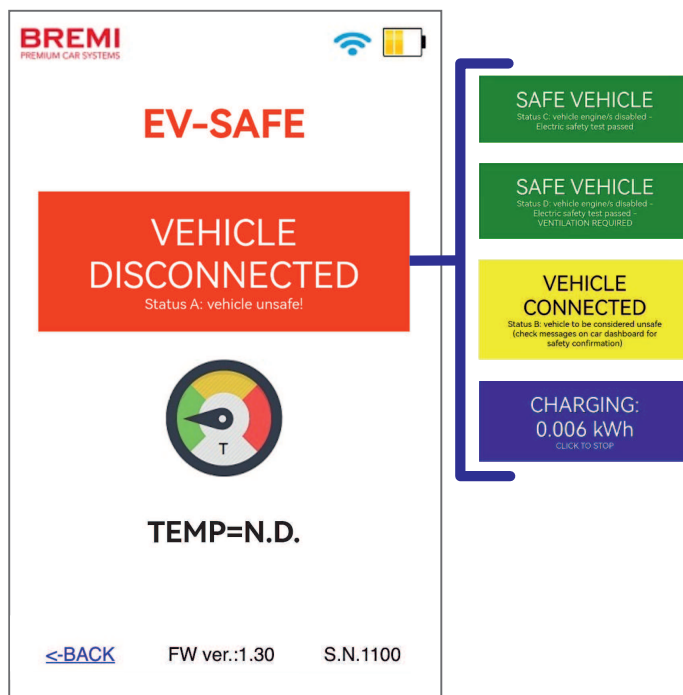 BREMI
PREMIUM CAR SYSTEMS
EV-SAFE
VEHICLE
DISCONNECTED
Status A: vehicle unsafe!
T
TEMP=N.D.
<-BACK
FW ver.:1.30
S.N.1100
SAFE VEHICLE
Status C: vehicle engine/s disabled –
Electric safety test passed
SAFE VEHICLE
Status D: vehicle engine/s disabled –
Electric safety test passed –
VENTILATION REQUIRED
VEHICLE
CONNECTED
Status B: vehicle to be considered unsafe
(check messages on car dashboard for
safety confirmation)
CHARGING:
0.006 kWh
CLICK TO STOP